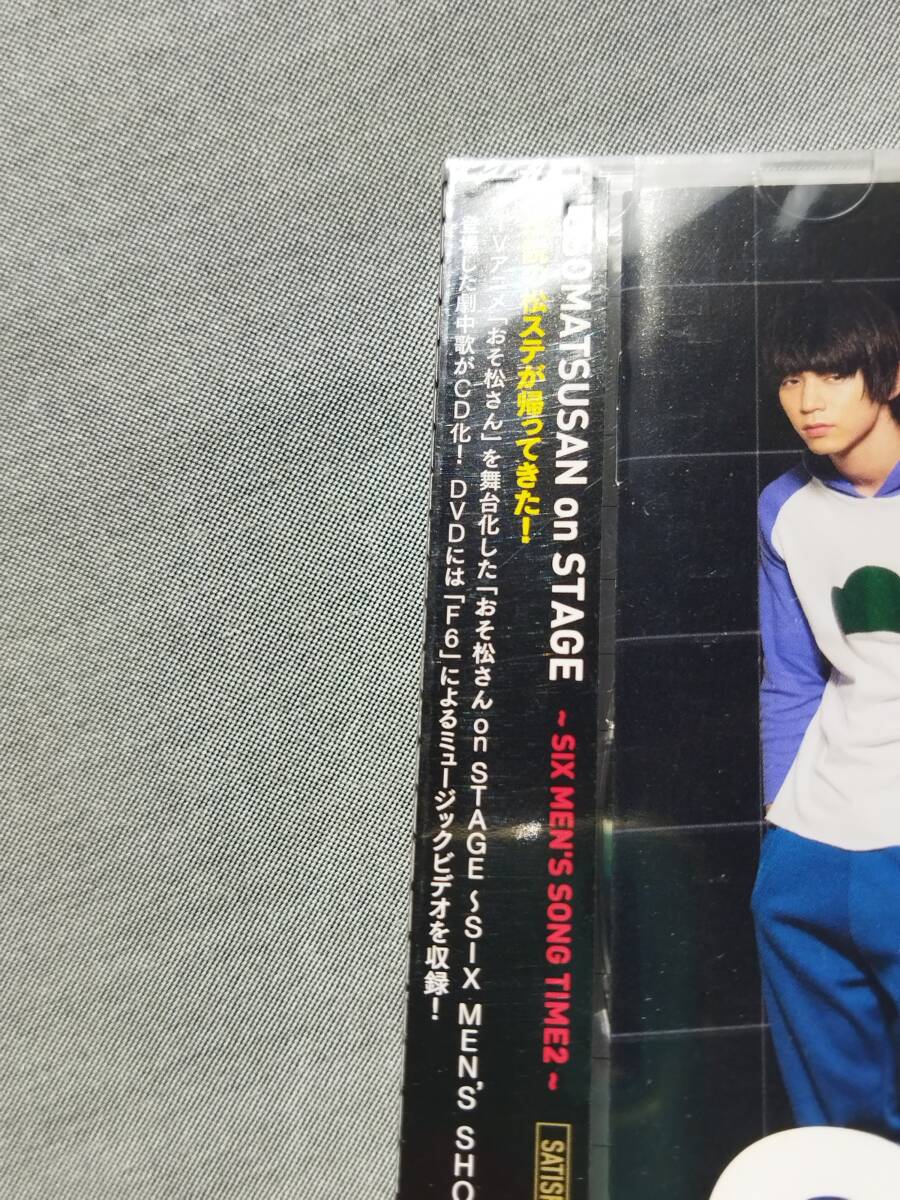 SOMATSUSAN on STAGE ~ SIX MEN'S SONG TIME2 ~
松ステが帰ってきた!
TVアニメ「おそ松さん」を舞台化した「おそ松さん on STAGE ~SIX MEN'S SHO
登場した劇中歌がCD化! DVDには「F6」によるミュージックビデオを収録!
SATISF